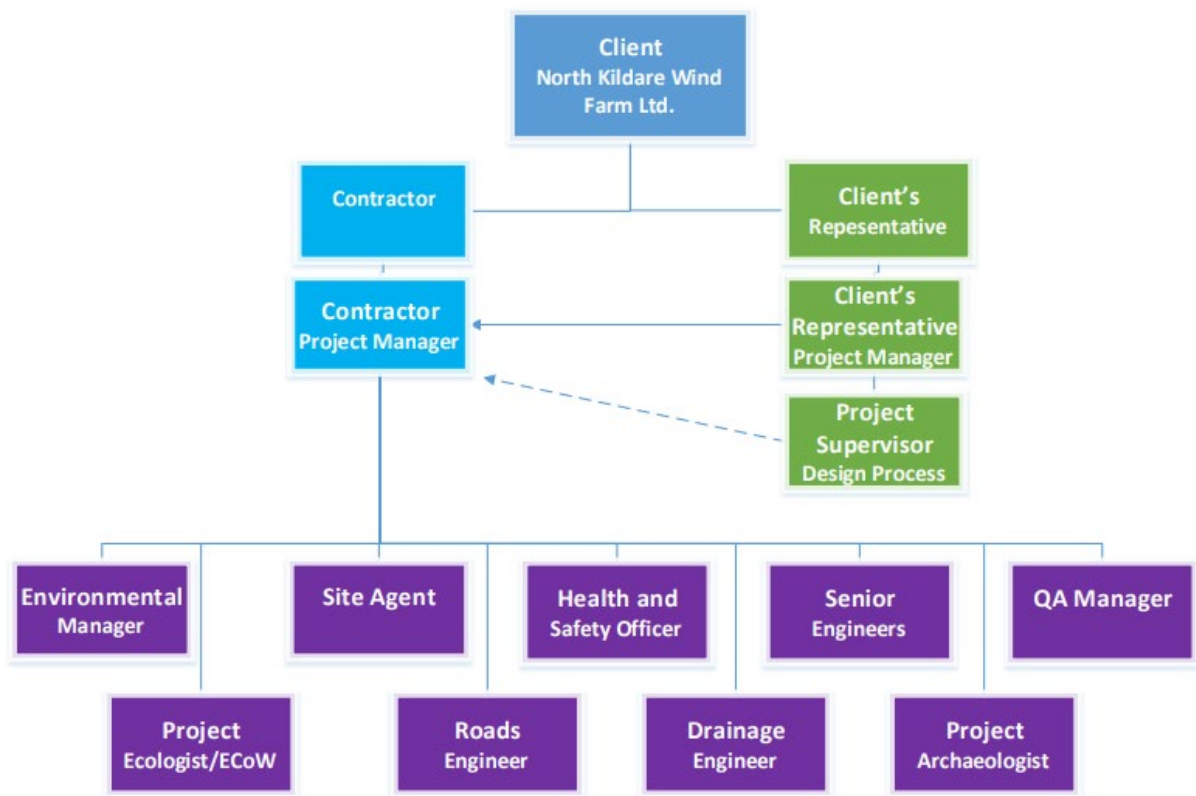 Client
North Kildare Wind
Farm Ltd.
Contractor
Client's
Repesentative
Contractor
Project Manager
Client's
Representative
Project Manager
Project
Supervisor
Design Process
Environmental
Manager
Site Agent
Health and
Safety Officer
Senior
Engineers
QA Manager
Project
Ecologist/ECoW
Roads
Engineer
Drainage
Engineer
Project
Archaeologist